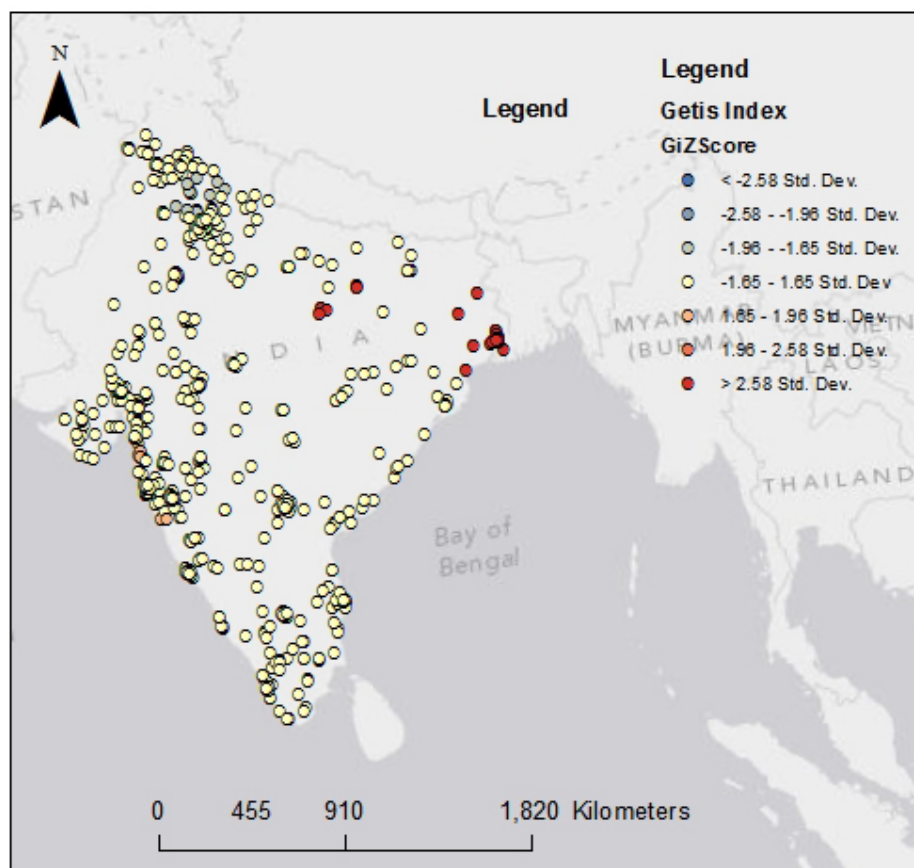 N
Legend
Legend
Getis Index
GiZScore
< -2.58 Std. Dev.
-2.58 - -1.96 Std. Dev.
-1.96 - -1.65 Std. Dev.
-1.65 - 1.65 Std. Dev
1.65 - 1.96 Std. Dev.
1.96 - 2.58 Std. Dev.
> 2.58 Std. Dev.
STAN
NDIA
MYANMAR
(BURMA)
VIETN
LAOS
THAILAND
Bay of
Bengal
0 455 910 1,820 Kilometers